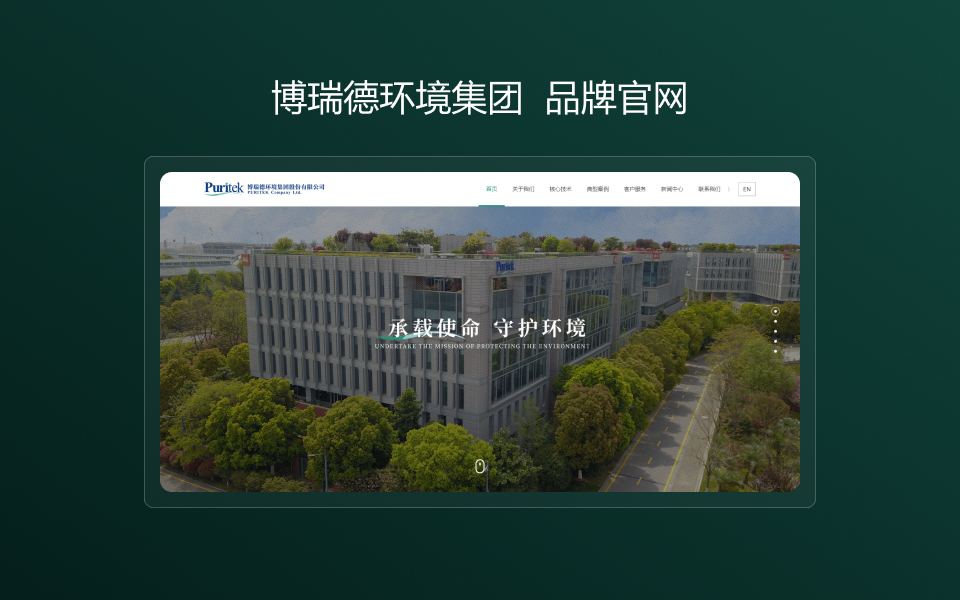 博瑞德环境集团 品牌官网
Puritek 博瑞德环境集团股份有限公司
PURITEK Company Ltd.
首页 关于我们 核心技术 典型案例 客户服务 新闻中心 联系我们 | EN
Puritek
承载使命 守护环境
UNDERTAKE THE MISSION OF PROTECTING THE ENVIRONMENT